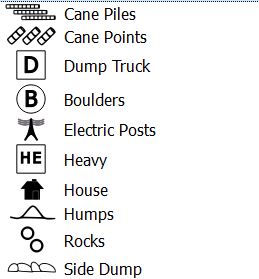 Cane Piles
Cane Points
D Dump Truck
B Boulders
Electric Posts
HE Heavy
House
Humps
Rocks
Side Dump